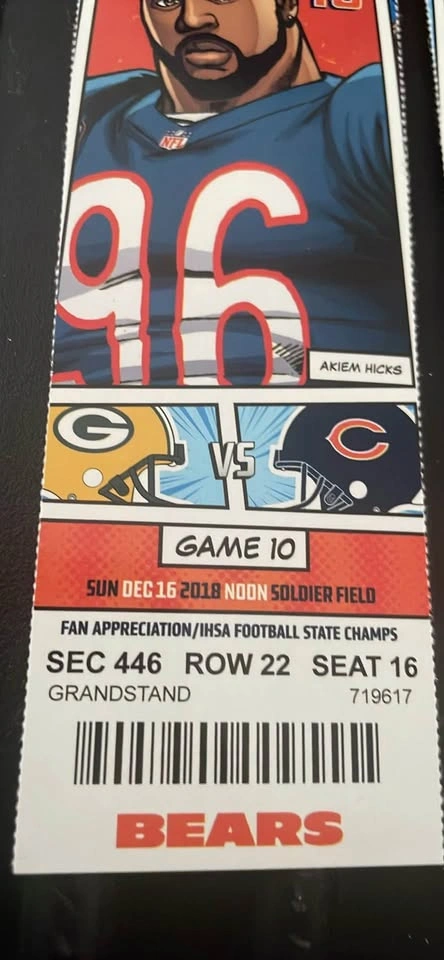 NFL
96
AKIEM HICKS
G
VS
C
GAME 10
SUN DEC 16 2018 NOON SOLDIER FIELD
FAN APPRECIATION/IHSA FOOTBALL STATE CHAMPS
SEC 446 ROW 22 SEAT 16
GRANDSTAND 719617
BEARS